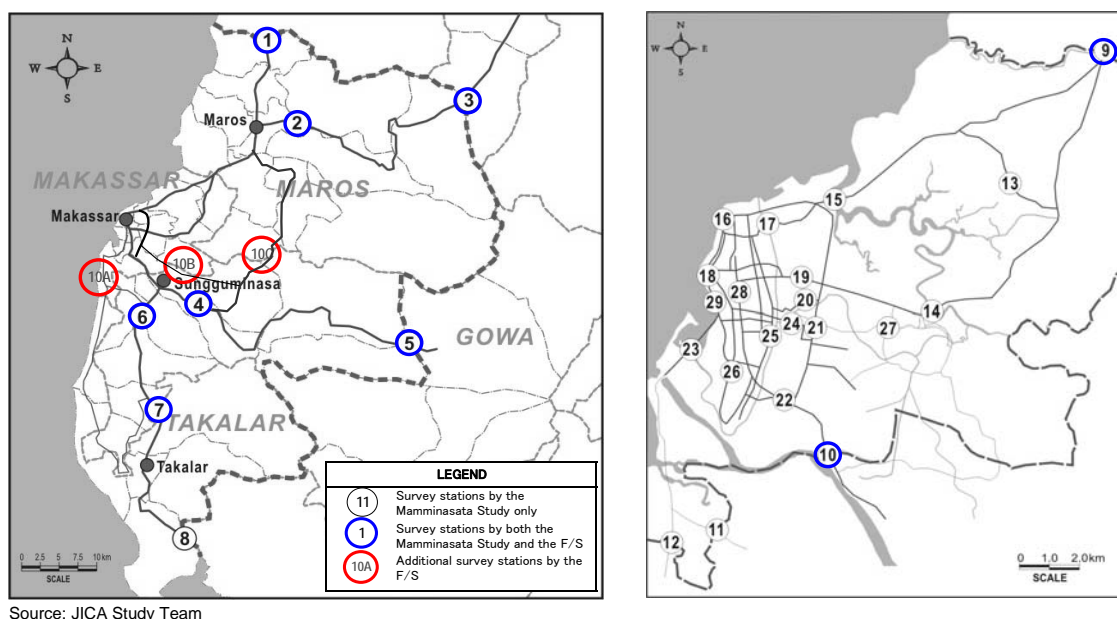 N
W E
S
1
3
2
Maros
MAKASSAR
MAROS
Makassar
10A
10B
10C
Sungguminasa
4
6
5
GOWA
7
TAKALAR
Takalar
8
0 2.5 5 7.5 10 km
SCALE
LEGEND
11 Survey stations by the
Mamminasata Study only
1 Survey stations by both the
Mamminasata Study and the F/S
10A Additional survey stations by the
F/S
Source: JICA Study Team
N
W E
S
9
13
15
16
17
18
19
28
20
29
14
24
21
27
25
23
26
22
10
11
12
0 1.0 2.0km
SCALE